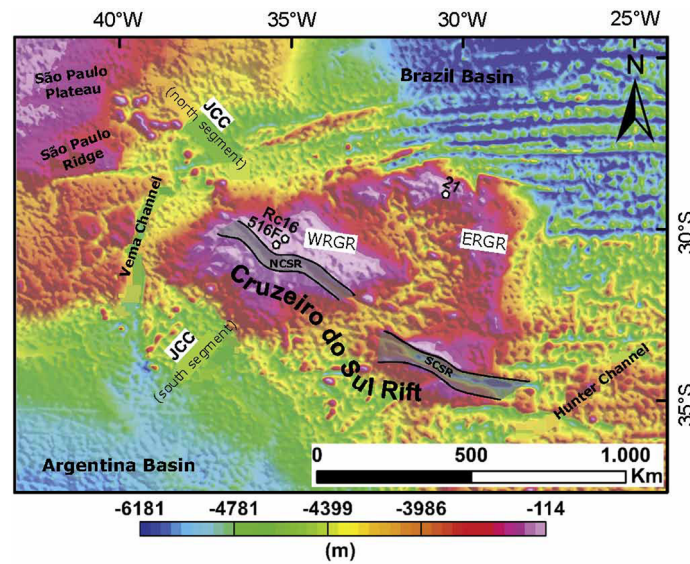 40°W
35°W
30°W
25°W
São Paulo
Plateau
Brazil Basin
N
JCC
(north segment)
São Paulo
Ridge
21
Rc16
516F
WRGR
ERGR
30°S
Vema Channel
NCSR
Cruzeiro do Sul Rift
JCC
(south segment)
SCSR
Hunter Channel
35°S
Argentina Basin
0
500
1.000
Km
-6181
-4781
-4399
-3986
-114
(m)